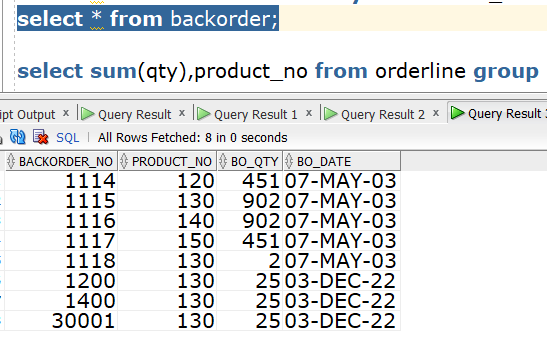 select * from backorder;
select sum(qty),product_no from orderline group
ipt Output × Query Result × Query Result 1 × Query Result 2 × Query Result 3
SQL | All Rows Fetched: 8 in 0 seconds
BACKORDER_NO PRODUCT_NO BO_QTY BO_DATE
1114 120 451 07-MAY-03
1115 130 902 07-MAY-03
1116 140 902 07-MAY-03
1117 150 451 07-MAY-03
1118 130 2 07-MAY-03
1200 130 25 03-DEC-22
1400 130 25 03-DEC-22
30001 130 25 03-DEC-22